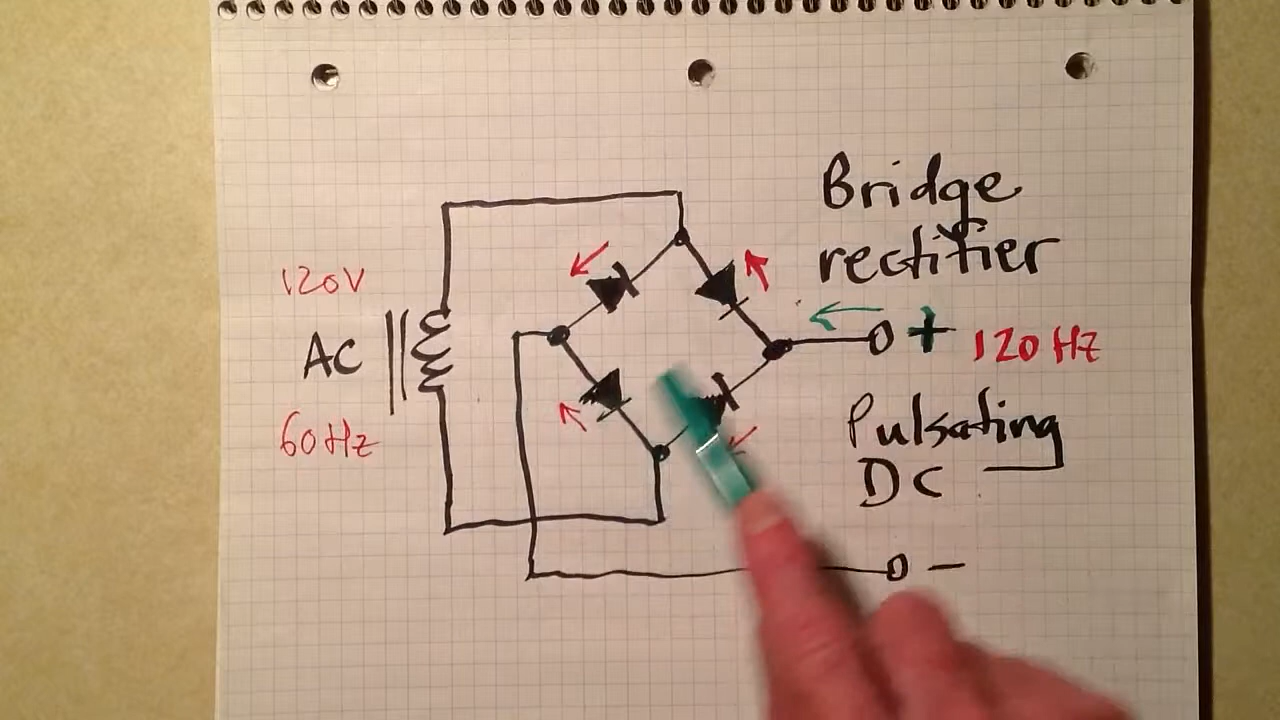 Bridge
rectifier
120V
AC
60Hz
+ 120 Hz
Pulsating
DC
−